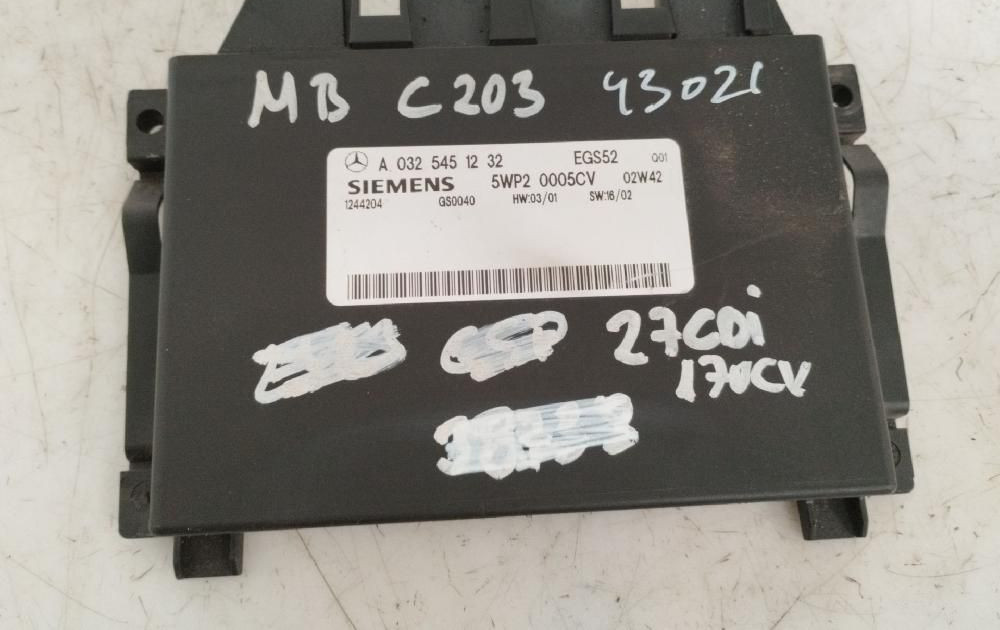 MB C203 43021
A 032 545 12 32 EGS52 Q01
SIEMENS 5WP2 0005CV 02W42
1244204 GS0040 HW:03/01 SW:16/02
27CDi
170CV